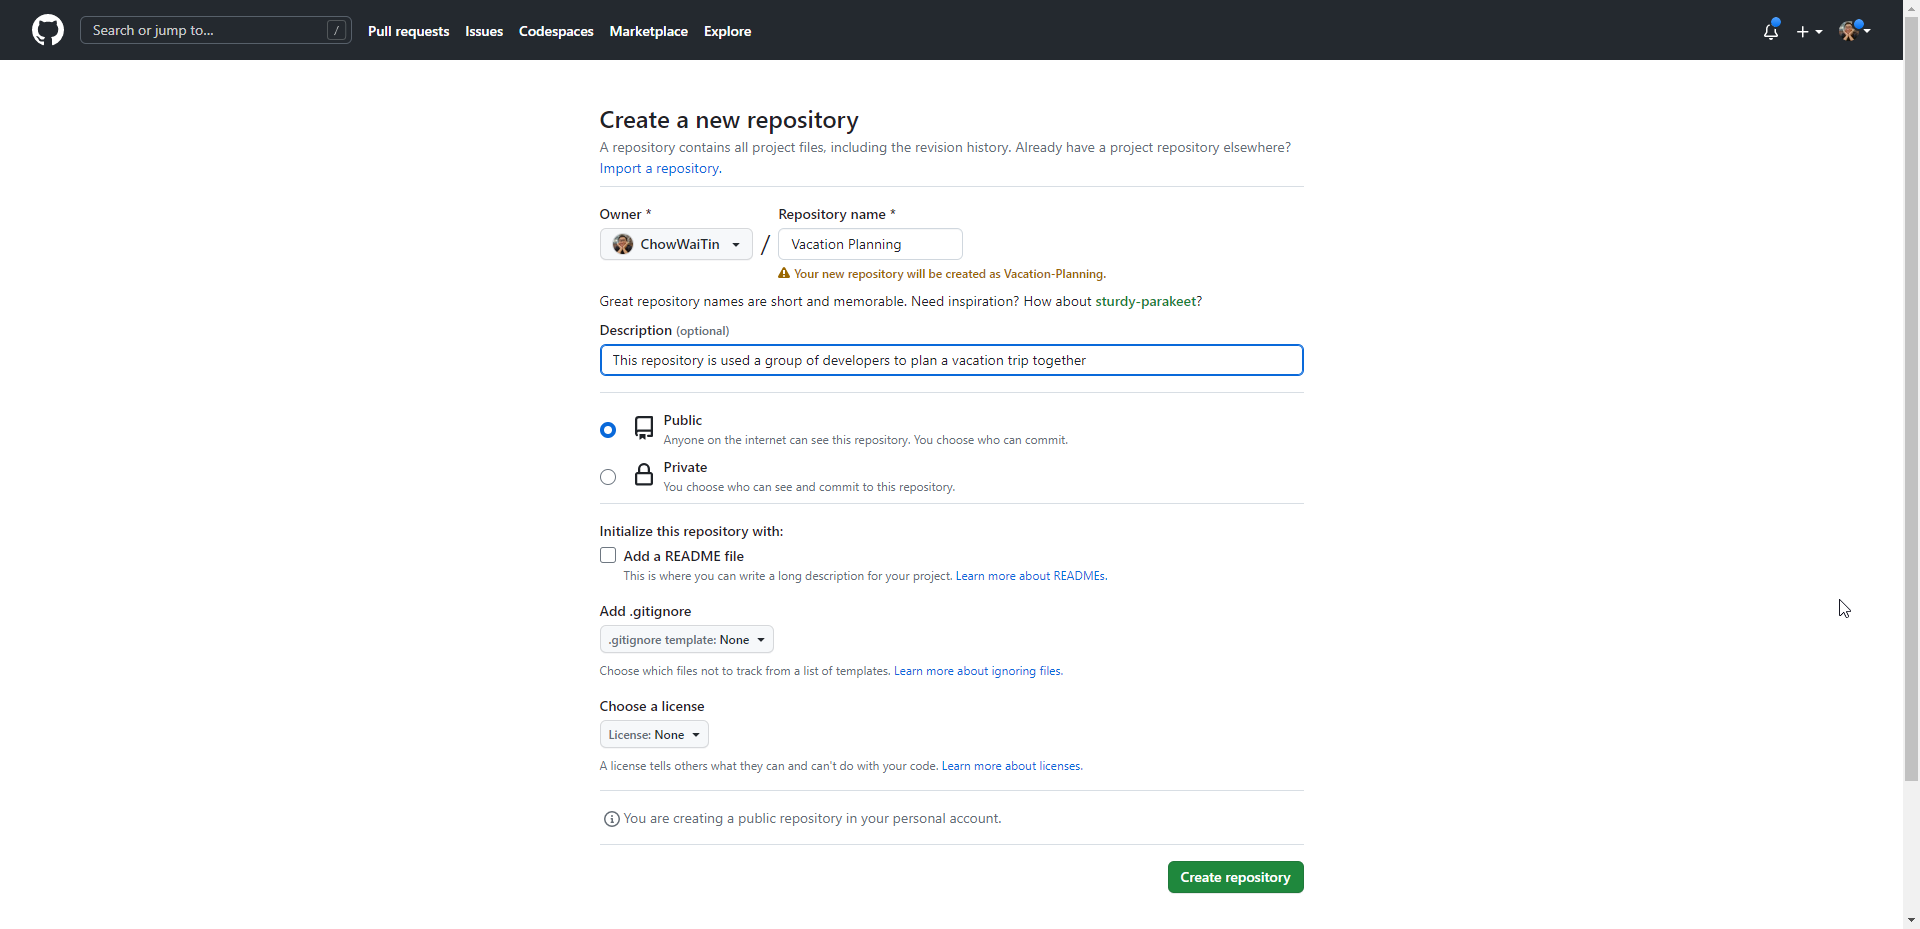 Search or jump to... /
Pull requests Issues Codespaces Marketplace Explore
Create a new repository
A repository contains all project files, including the revision history. Already have a project repository elsewhere?
Import a repository.
Owner * Repository name *
ChowWaiTin / Vacation Planning
Your new repository will be created as Vacation-Planning.
Great repository names are short and memorable. Need inspiration? How about sturdy-parakeet?
Description (optional)
This repository is used a group of developers to plan a vacation trip together
Public
Anyone on the internet can see this repository. You choose who can commit.
Private
You choose who can see and commit to this repository.
Initialize this repository with:
Add a README file
This is where you can write a long description for your project. Learn more about READMEs.
Add .gitignore
.gitignore template: None
Choose which files not to track from a list of templates. Learn more about ignoring files.
Choose a license
License: None
A license tells others what they can and can't do with your code. Learn more about licenses.
You are creating a public repository in your personal account.
Create repository